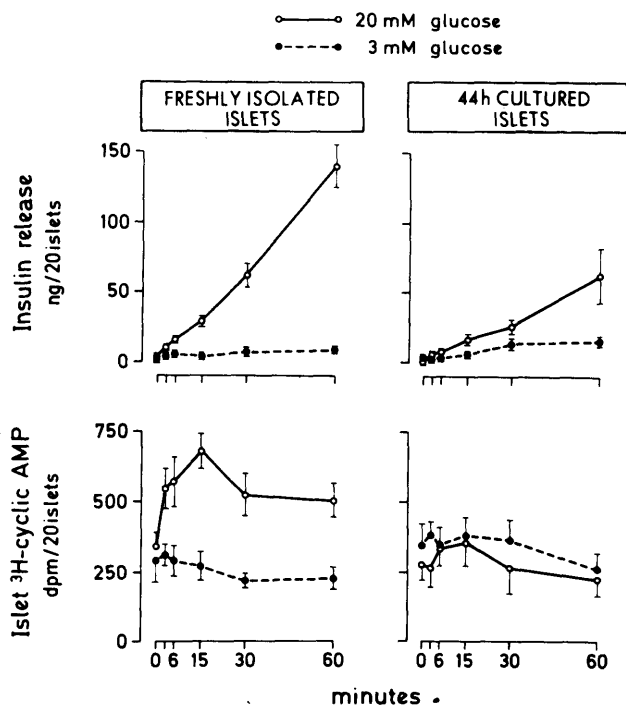 20 mM glucose
3 mM glucose
FRESHLY ISOLATED
ISLETS
44h CULTURED
ISLETS
Insulin release
ng/20islets
150
100
50
0
Islet ³H-cyclic AMP
dpm/20islets
750
500
250
0
0 6 15 30 60
0 6 15 30 60
minutes